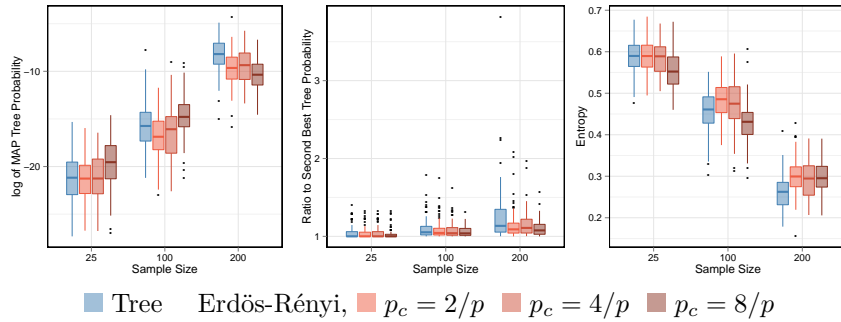 log of MAP Tree Probability
−10
−20
25
100
200
Sample Size
Ratio to Second Best Tree Probability
3
2
1
25
100
200
Sample Size
Entropy
0.7
0.6
0.5
0.4
0.3
0.2
25
100
200
Sample Size
Tree Erdös-Rényi, p_c = 2/p p_c = 4/p p_c = 8/p